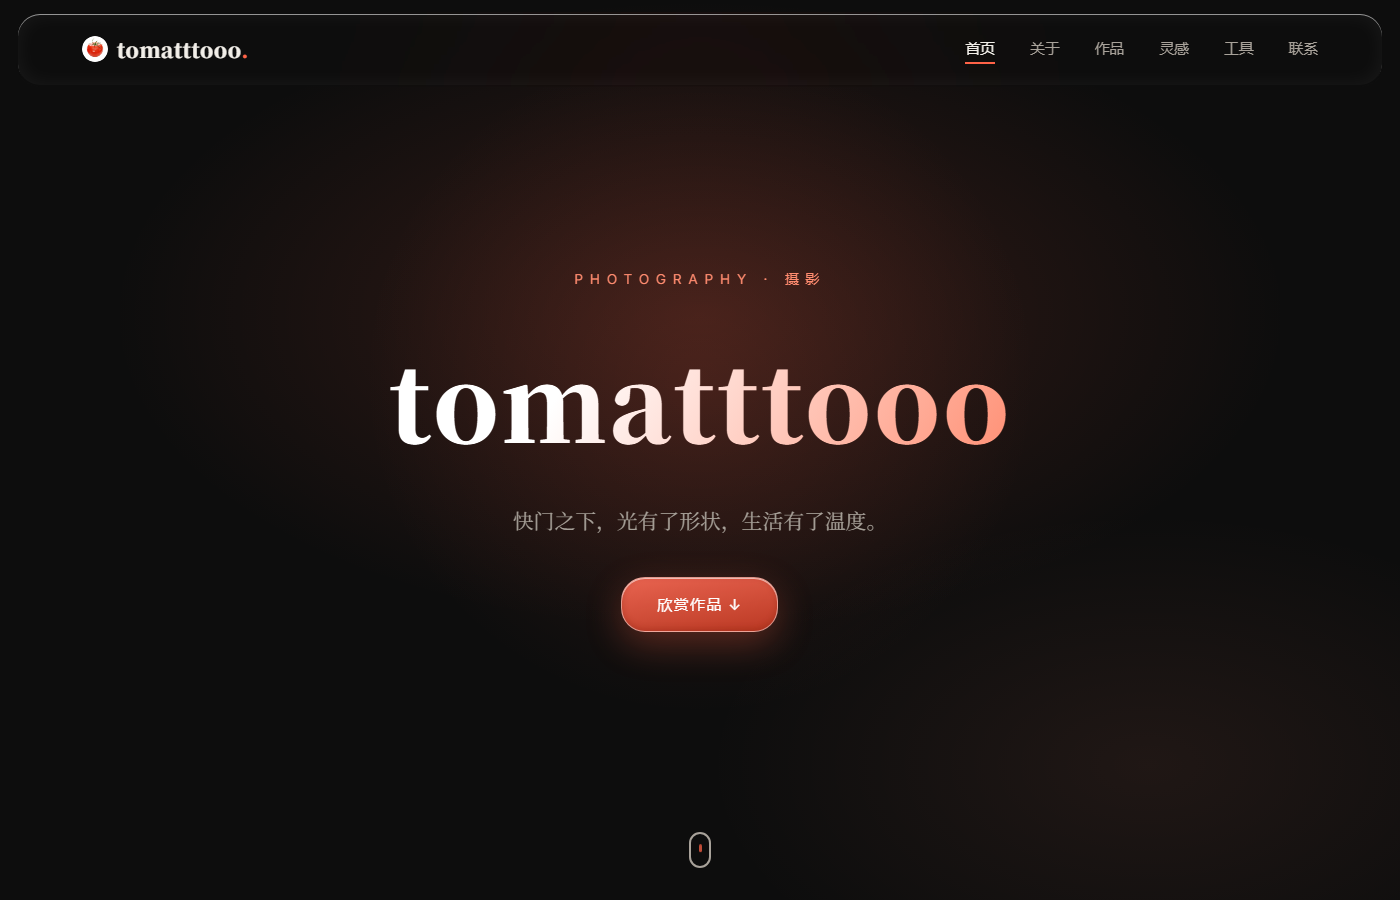 tomatttooo.
首页 关于 作品 灵感 工具 联系
PHOTOGRAPHY · 摄影
tomatttooo
快门之下，光有了形状，生活有了温度。
欣赏作品 ↓